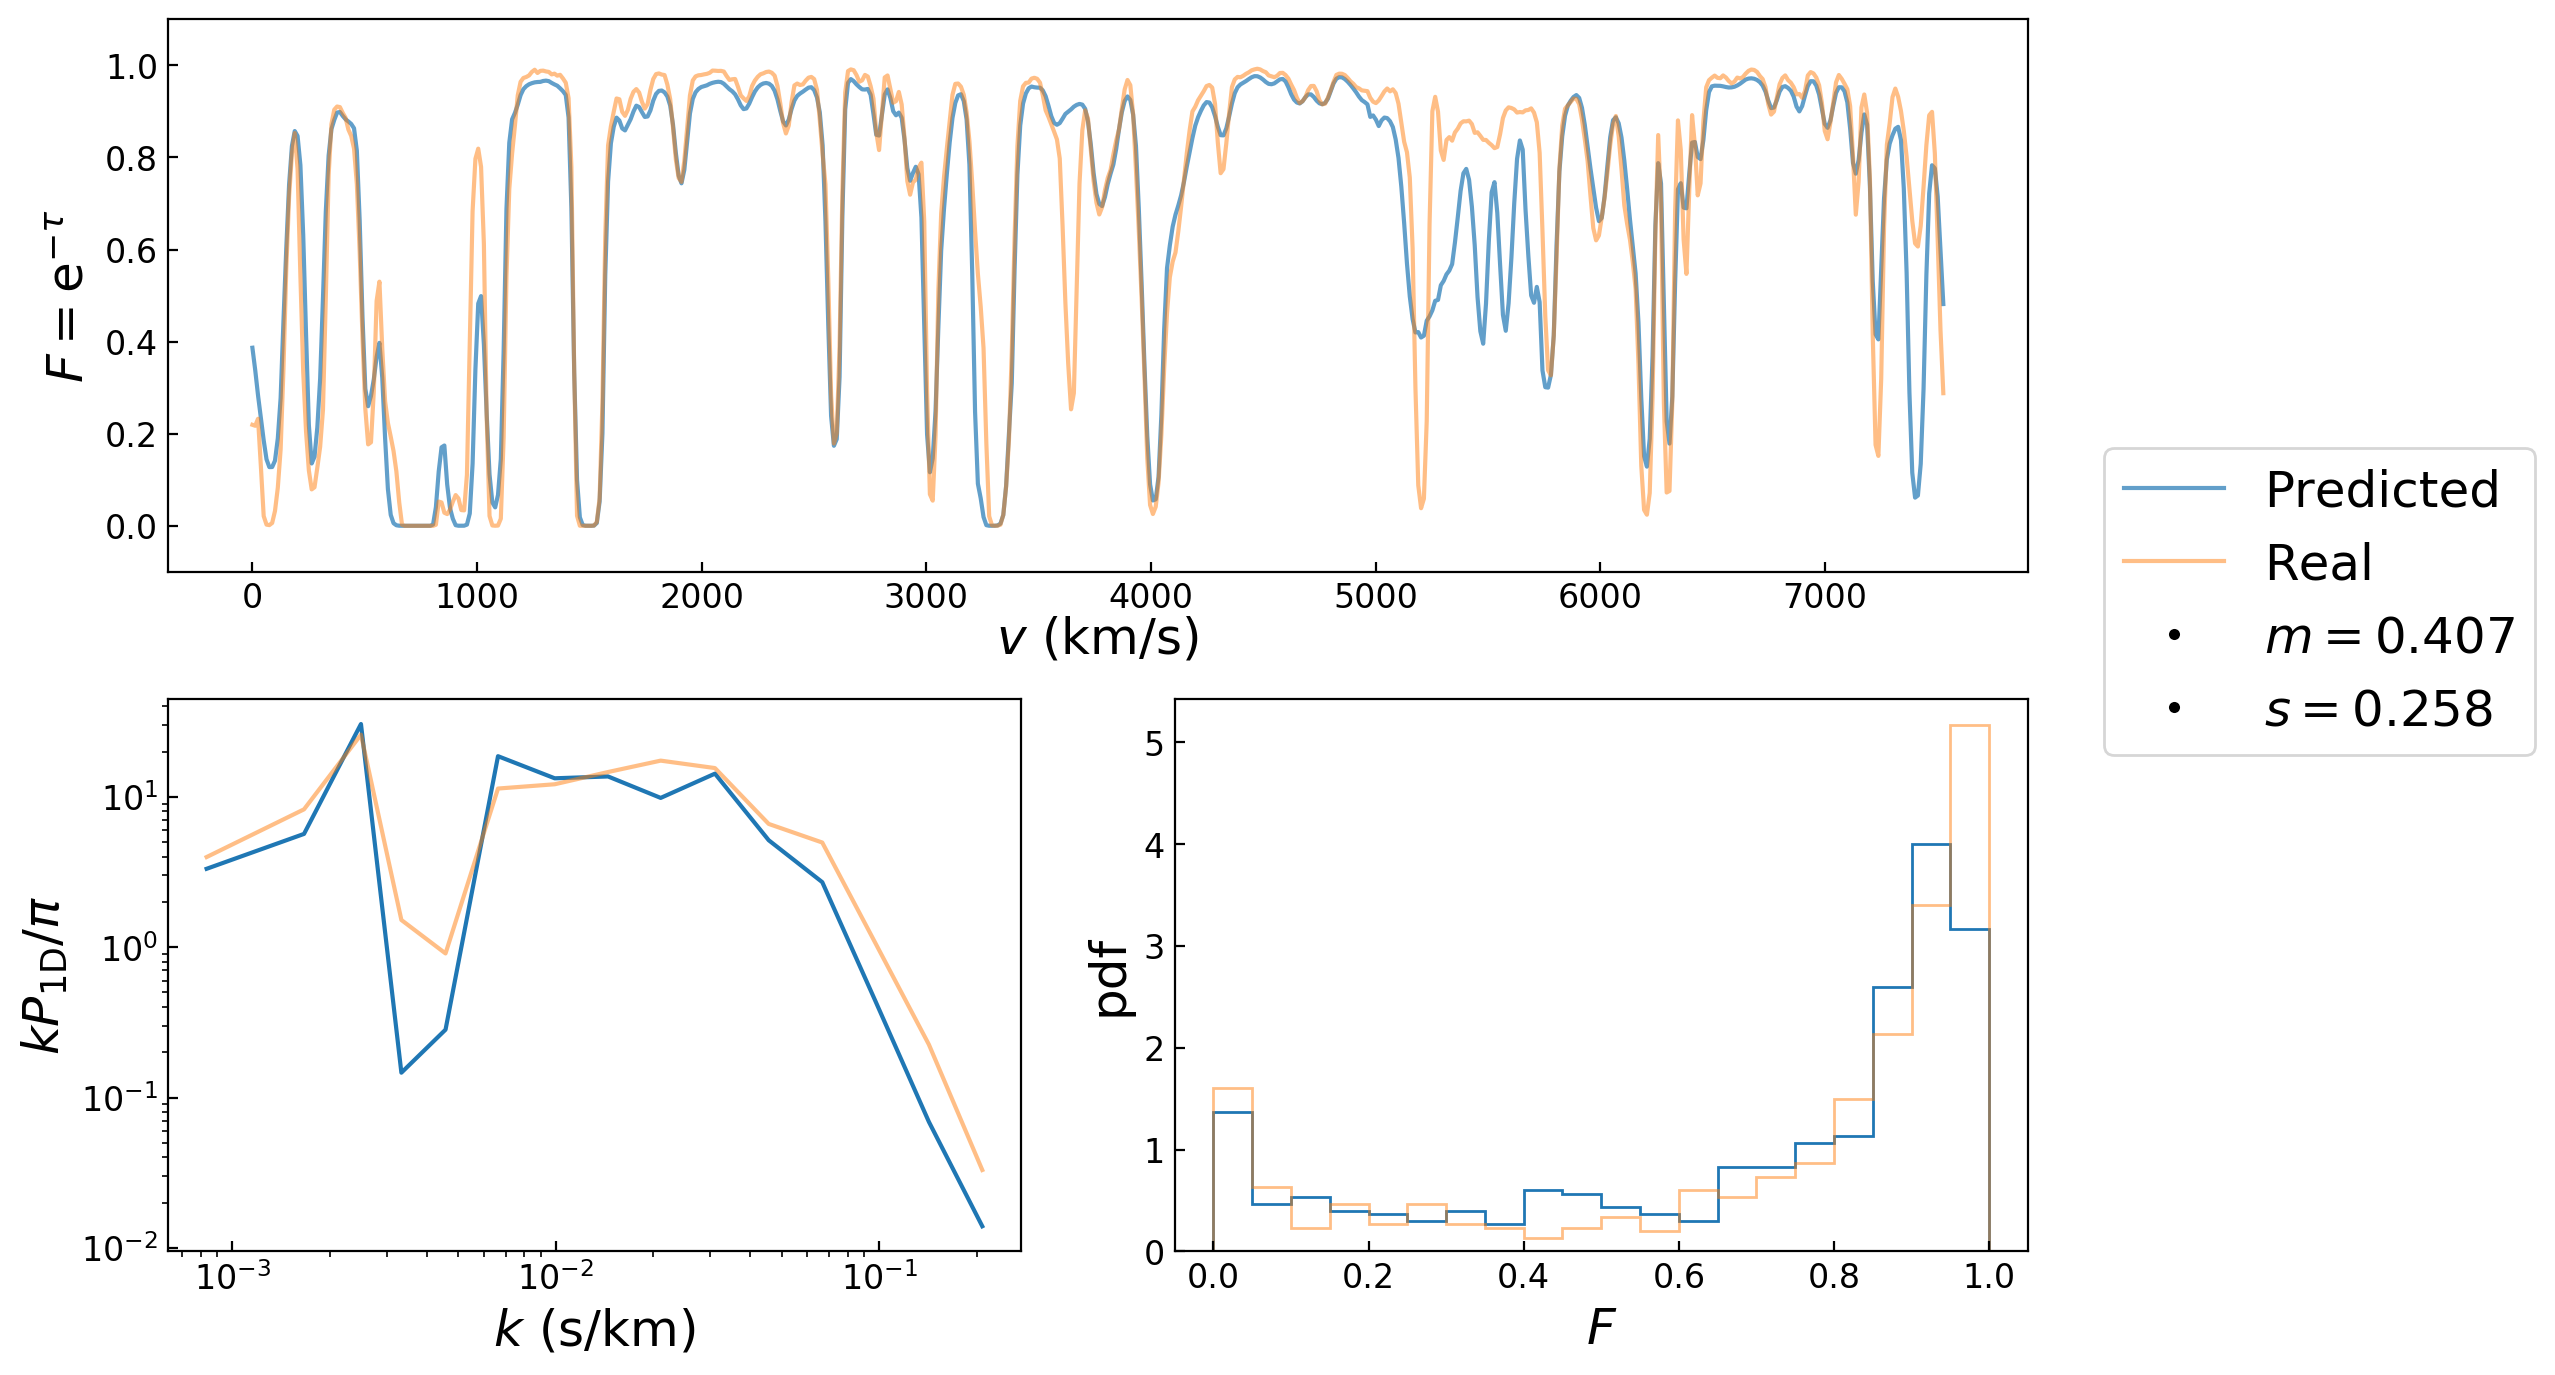 1.0
0.8
0.6
0.4
0.2
0.0
F = e^{−τ}
0 1000 2000 3000 4000 5000 6000 7000
v (km/s)
Predicted
Real
m = 0.407
s = 0.258
10^1
10^0
10^{−1}
10^{−2}
kP_{1D}/π
10^{−3} 10^{−2} 10^{−1}
k (s/km)
5
4
3
2
1
0
pdf
0.0 0.2 0.4 0.6 0.8 1.0
F